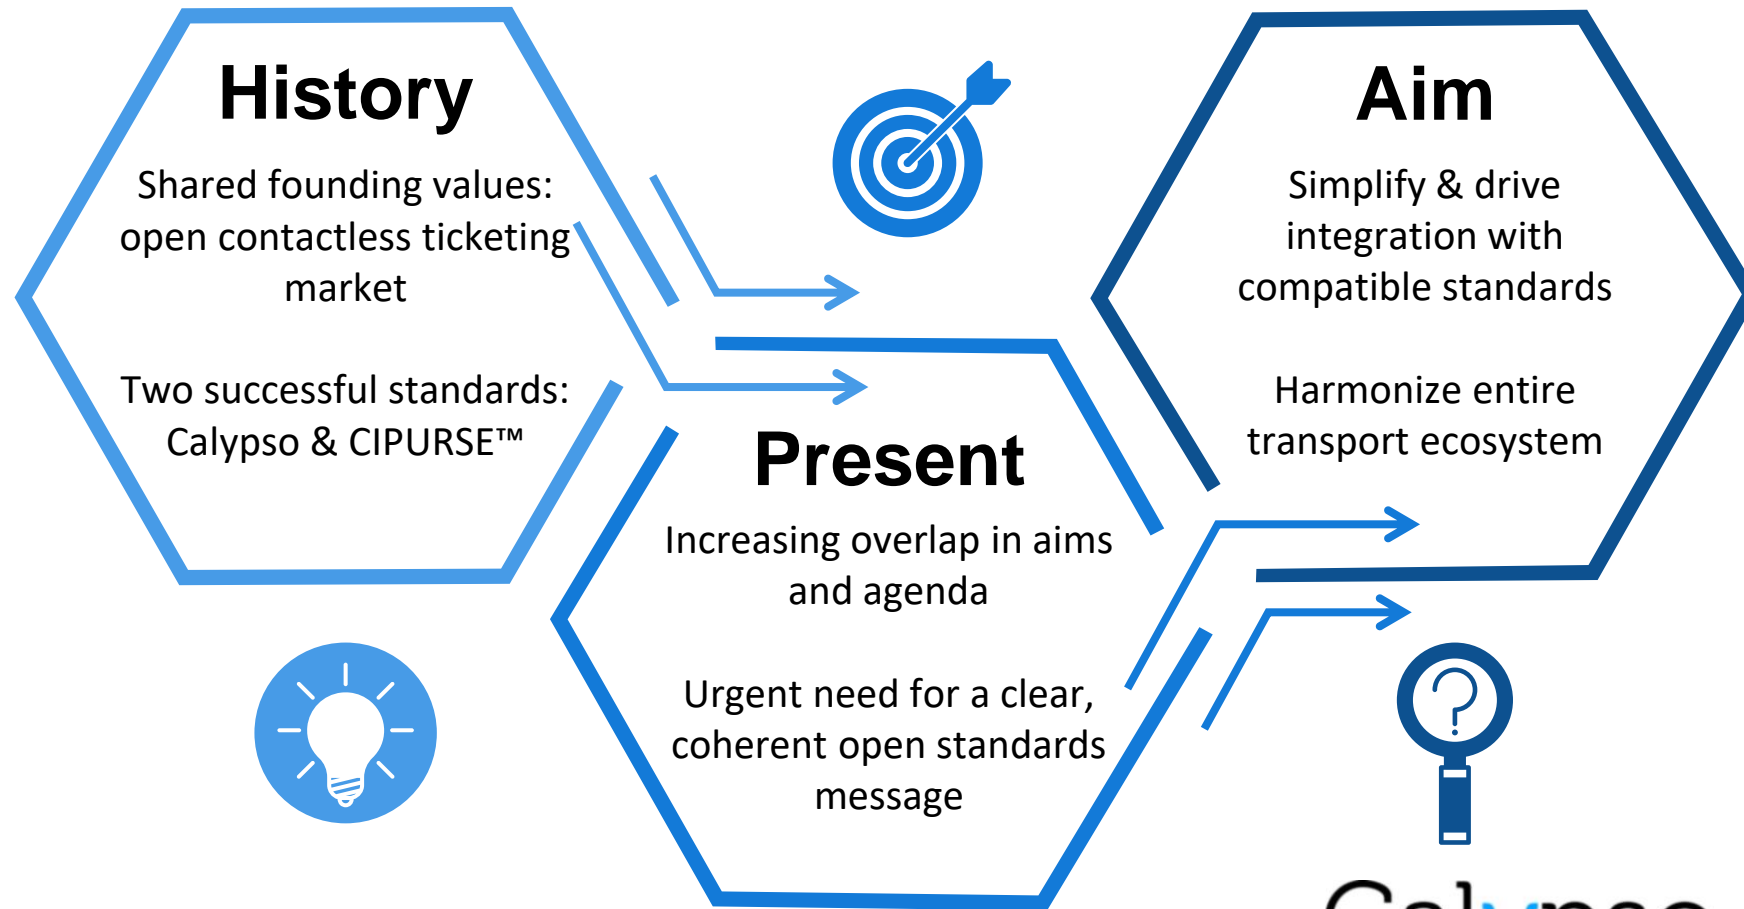 History
Shared founding values:
open contactless ticketing
market
Two successful standards:
Calypso & CIPURSE™
Present
Increasing overlap in aims
and agenda
Urgent need for a clear,
coherent open standards
message
Aim
Simplify & drive
integration with
compatible standards
Harmonize entire
transport ecosystem
?
Calypso